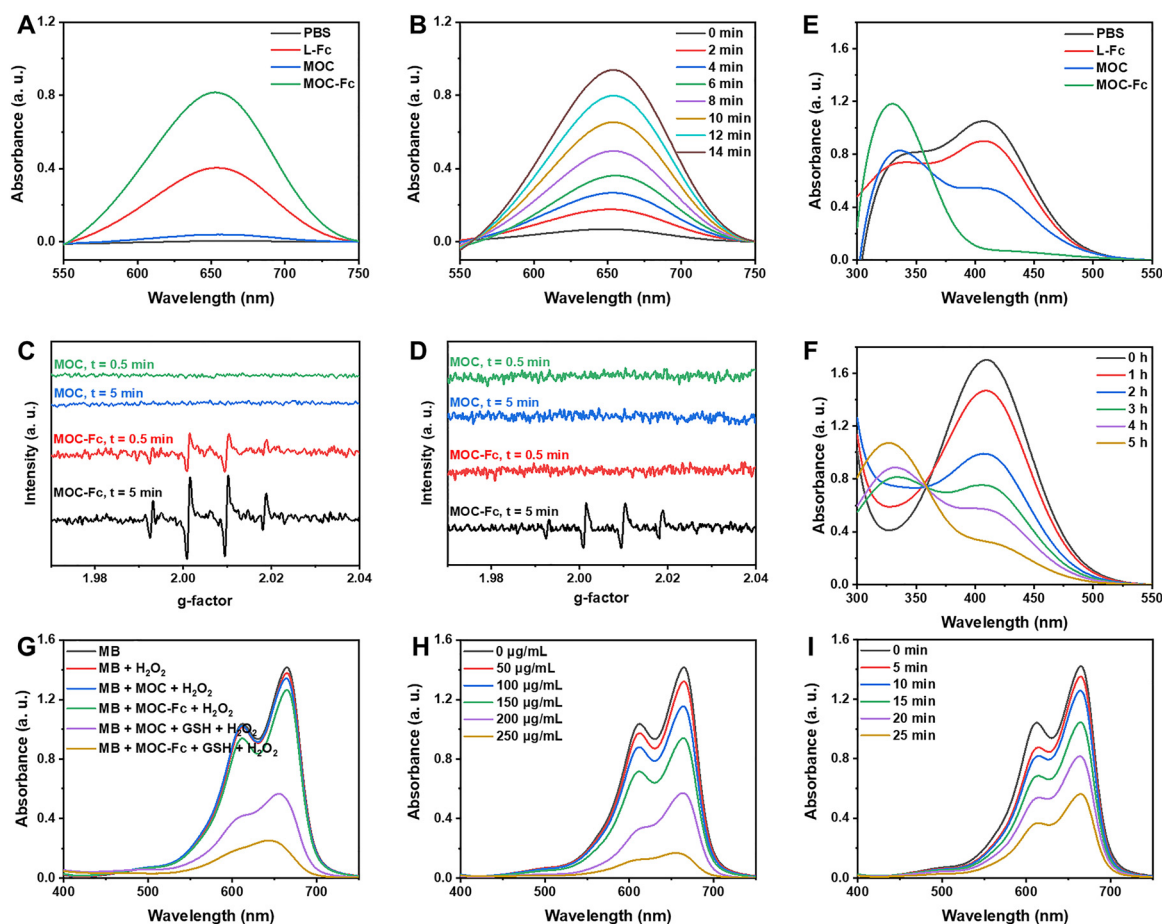 A
PBS
L-Fc
MOC
MOC-Fc
Absorbance (a. u.)
1.2
0.8
0.4
0.0
550
600
650
700
750
Wavelength (nm)
B
0 min
2 min
4 min
6 min
8 min
10 min
12 min
14 min
Absorbance (a. u.)
1.2
0.8
0.4
0.0
550
600
650
700
750
Wavelength (nm)
E
PBS
L-Fc
MOC
MOC-Fc
Absorbance (a. u.)
1.6
1.2
0.8
0.4
0.0
300
350
400
450
500
550
Wavelength (nm)
C
MOC, t = 0.5 min
MOC, t = 5 min
MOC-Fc, t = 0.5 min
MOC-Fc, t = 5 min
Intensity (a. u.)
1.98
2.00
2.02
2.04
g-factor
D
MOC, t = 0.5 min
MOC, t = 5 min
MOC-Fc, t = 0.5 min
MOC-Fc, t = 5 min
Intensity (a. u.)
1.98
2.00
2.02
2.04
g-factor
F
0 h
1 h
2 h
3 h
4 h
5 h
Absorbance (a. u.)
1.6
1.2
0.8
0.4
0.0
300
350
400
450
500
550
Wavelength (nm)
G
MB
MB + H₂O₂
MB + MOC + H₂O₂
MB + MOC-Fc + H₂O₂
MB + MOC + GSH + H₂O₂
MB + MOC-Fc + GSH + H₂O₂
Absorbance (a. u.)
1.6
1.2
0.8
0.4
0.0
400
500
600
700
Wavelength (nm)
H
0 µg/mL
50 µg/mL
100 µg/mL
150 µg/mL
200 µg/mL
250 µg/mL
Absorbance (a. u.)
1.6
1.2
0.8
0.4
0.0
400
500
600
700
Wavelength (nm)
I
0 min
5 min
10 min
15 min
20 min
25 min
Absorbance (a. u.)
1.6
1.2
0.8
0.4
0.0
400
500
600
700
Wavelength (nm)